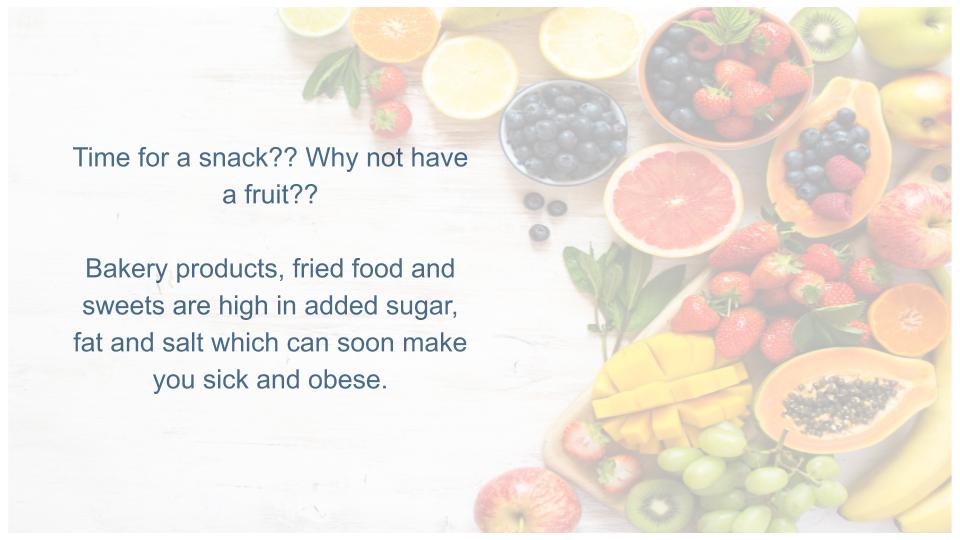 Time for a snack?? Why not have
a fruit??
Bakery products, fried food and
sweets are high in added sugar,
fat and salt which can soon make
you sick and obese.